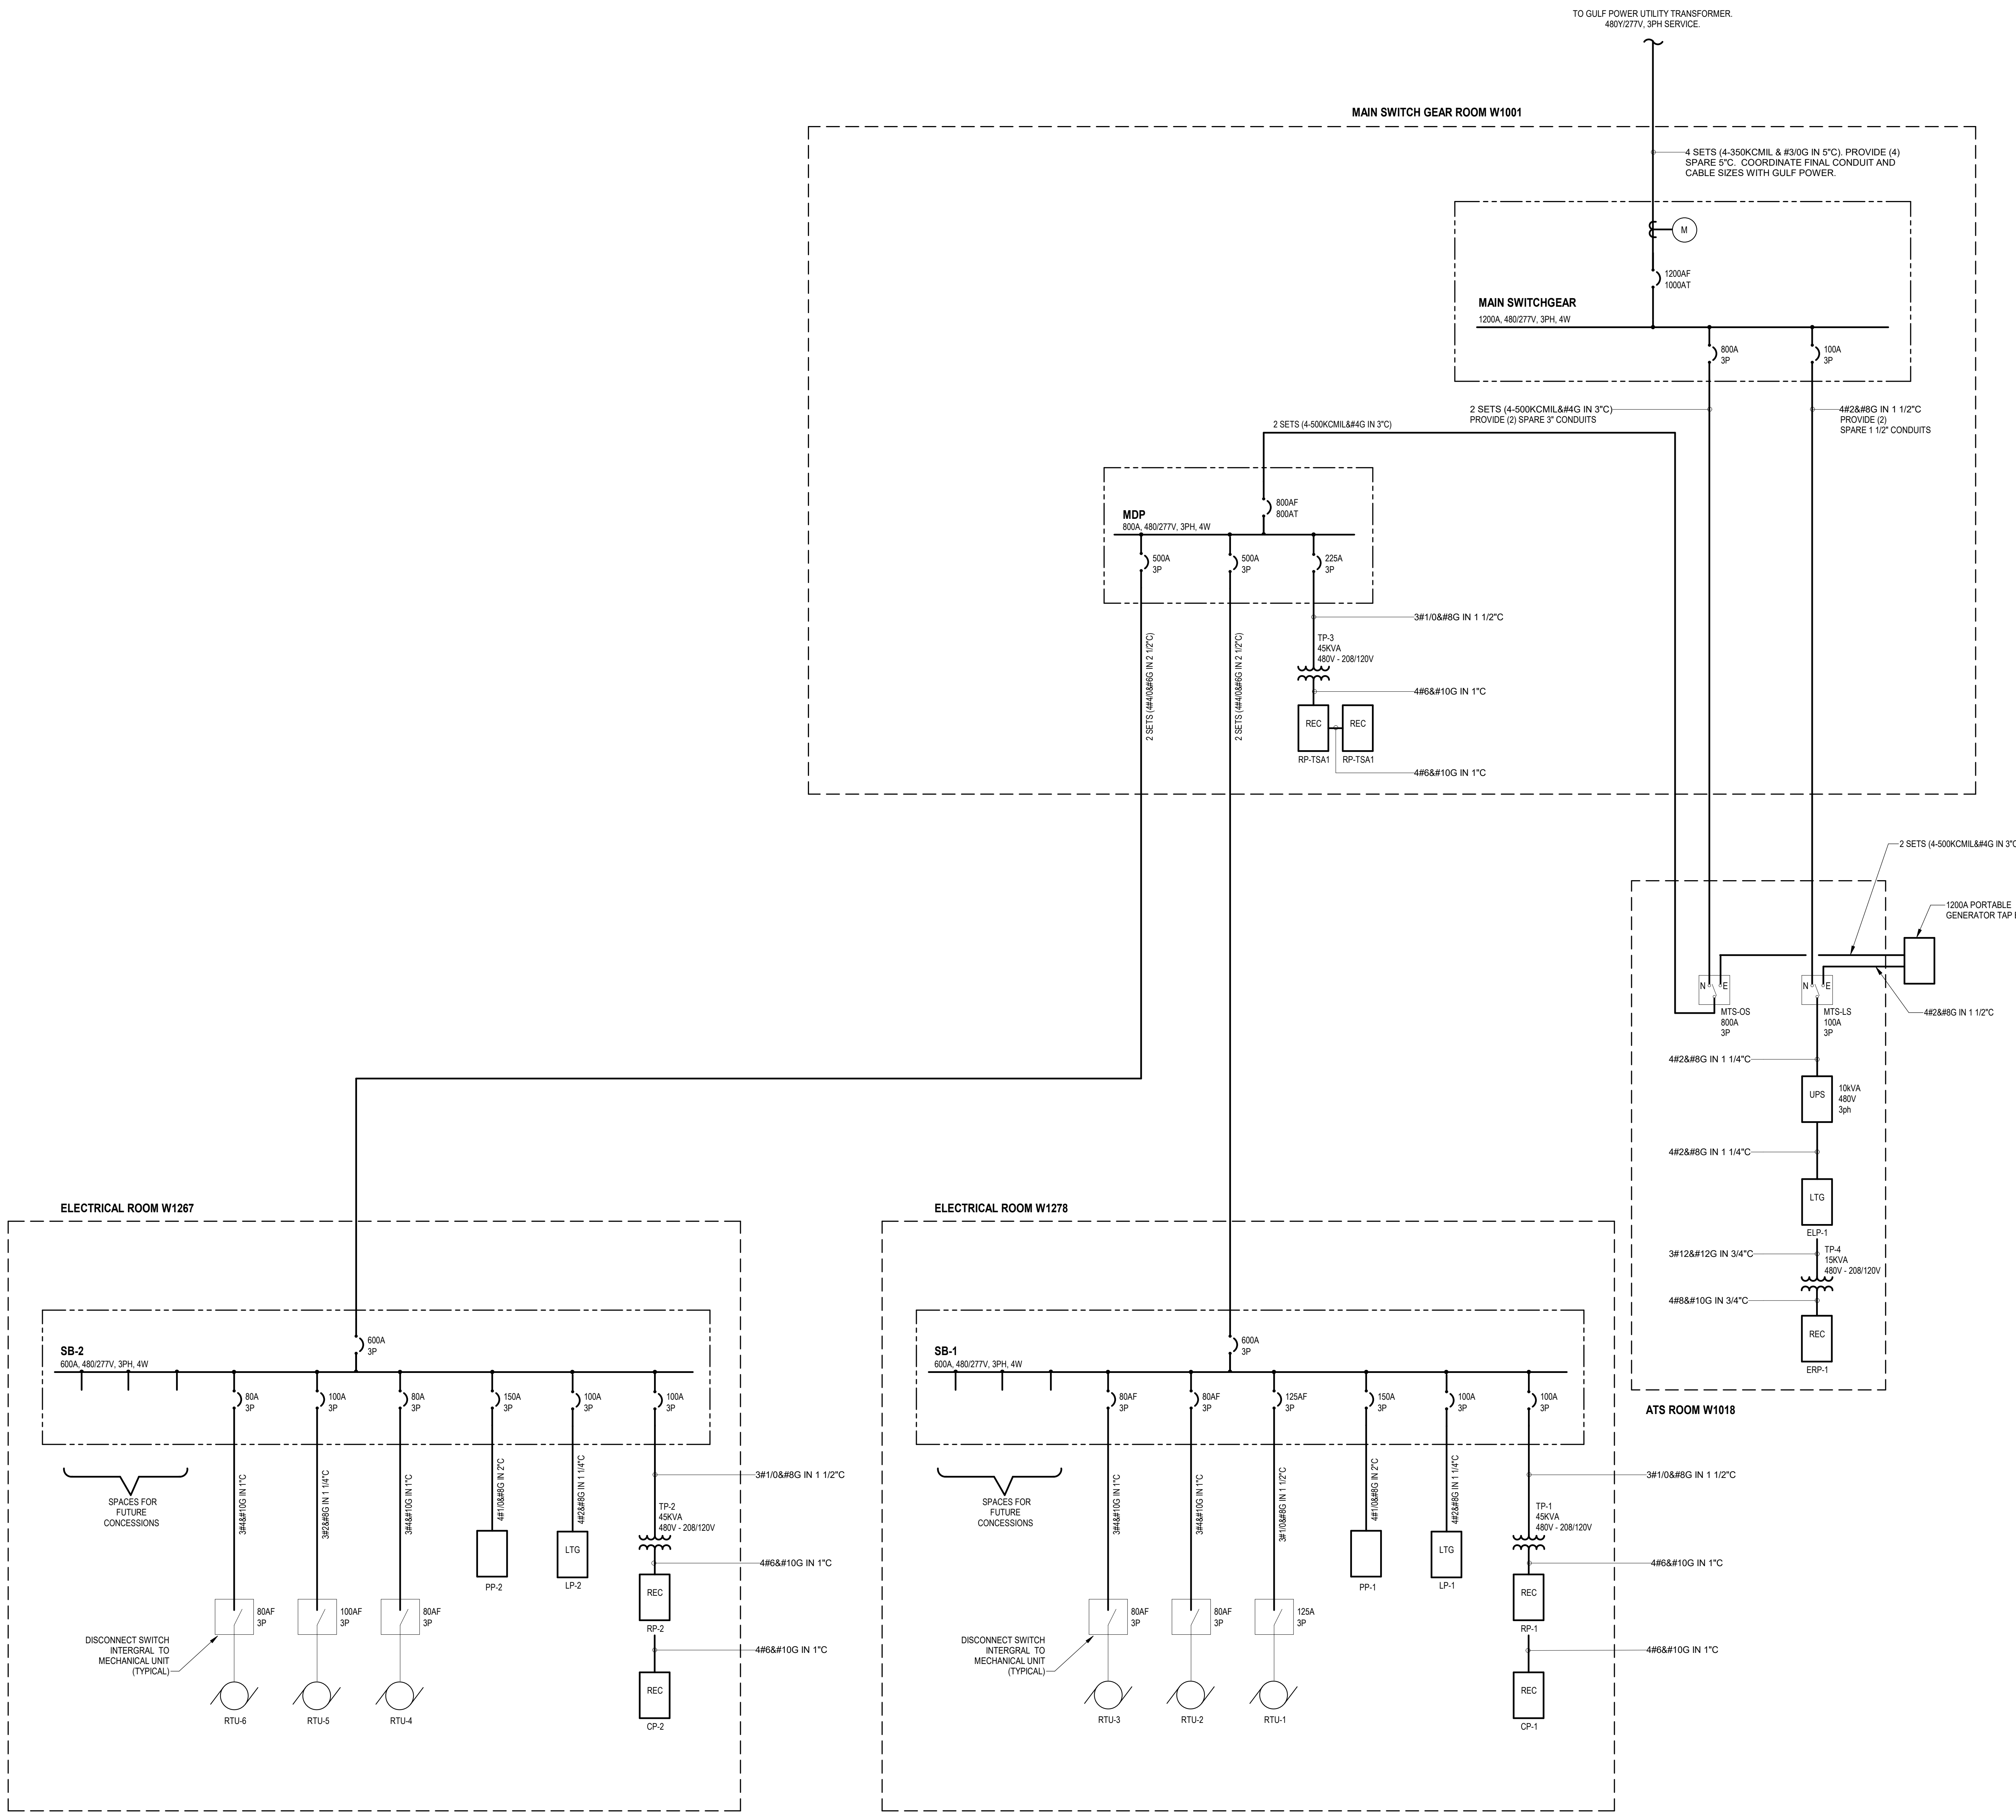 TO GULF POWER UTILITY TRANSFORMER.
480Y/277V, 3PH SERVICE.
MAIN SWITCH GEAR ROOM W1001
4 SETS (4-350KCMIL & #3/0G IN 5"C). PROVIDE (4)
SPARE 5"C. COORDINATE FINAL CONDUIT AND
CABLE SIZES WITH GULF POWER.
M
1200AF
1000AT
MAIN SWITCHGEAR
1200A, 480/277V, 3PH, 4W
800A
3P
100A
3P
2 SETS (4-500KCMIL&#4G IN 3"C)
PROVIDE (2) SPARE 3" CONDUITS
4#2&#8G IN 1 1/2"C
PROVIDE (2)
SPARE 1 1/2" CONDUITS
2 SETS (4-500KCMIL&#4G IN 3"C)
800AF
800AT
MDP
800A, 480/277V, 3PH, 4W
500A
3P
500A
3P
225A
3P
2 SETS (4#4/0&#6G IN 2 1/2"C)
2 SETS (4#4/0&#6G IN 2 1/2"C)
3#1/0&#8G IN 1 1/2"C
TP-3
45KVA
480V - 208/120V
4#6&#10G IN 1"C
REC
REC
RP-TSA1
RP-TSA1
4#6&#10G IN 1"C
2 SETS (4-500KCMIL&#4G IN 3"C
1200A PORTABLE
GENERATOR TAP
N
E
N
E
MTS-OS
800A
3P
MTS-LS
100A
3P
4#2&#8G IN 1 1/2"C
4#2&#8G IN 1 1/4"C
UPS
10kVA
480V
3ph
4#2&#8G IN 1 1/4"C
LTG
ELP-1
3#12&#12G IN 3/4"C
TP-4
15KVA
480V - 208/120V
4#8&#10G IN 3/4"C
REC
ERP-1
ATS ROOM W1018
ELECTRICAL ROOM W1267
600A
3P
SB-2
600A, 480/277V, 3PH, 4W
80A
3P
100A
3P
80A
3P
150A
3P
100A
3P
100A
3P
SPACES FOR
FUTURE
CONCESSIONS
3#4&#10G IN 1"C
3#2&#8G IN 1 1/4"C
3#4&#10G IN 1"C
4#1/0&#8G IN 2"C
4#2&#8G IN 1 1/4"C
3#1/0&#8G IN 1 1/2"C
TP-2
45KVA
480V - 208/120V
4#6&#10G IN 1"C
PP-2
LTG
LP-2
REC
RP-2
80AF
3P
100AF
3P
80AF
3P
DISCONNECT SWITCH
INTERGRAL TO
MECHANICAL UNIT
(TYPICAL)
4#6&#10G IN 1"C
REC
CP-2
RTU-6
RTU-5
RTU-4
ELECTRICAL ROOM W1278
600A
3P
SB-1
600A, 480/277V, 3PH, 4W
80AF
3P
80AF
3P
125AF
3P
150A
3P
100A
3P
100A
3P
SPACES FOR
FUTURE
CONCESSIONS
3#4&#10G IN 1"C
3#4&#10G IN 1"C
3#1/0&#8G IN 1 1/2"C
4#1/0&#8G IN 2"C
4#2&#8G IN 1 1/4"C
3#1/0&#8G IN 1 1/2"C
TP-1
45KVA
480V - 208/120V
4#6&#10G IN 1"C
PP-1
LTG
LP-1
REC
RP-1
80AF
3P
80AF
3P
125A
3P
DISCONNECT SWITCH
INTERGRAL TO
MECHANICAL UNIT
(TYPICAL)
4#6&#10G IN 1"C
REC
CP-1
RTU-3
RTU-2
RTU-1